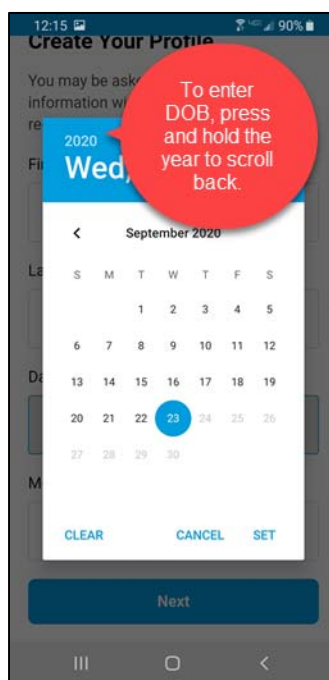 12:15 90%
Create Your Profile
You may be ask
information wi
re
To enter
DOB, press
and hold the
year to scroll
back.
2020
Wed,
Fi
September 2020
La
S M T W T F S
1 2 3 4 5
6 7 8 9 10 11 12
Da
13 14 15 16 17 18 19
20 21 22 23 24 25 26
27 28 29 30
M
CLEAR CANCEL SET
Next